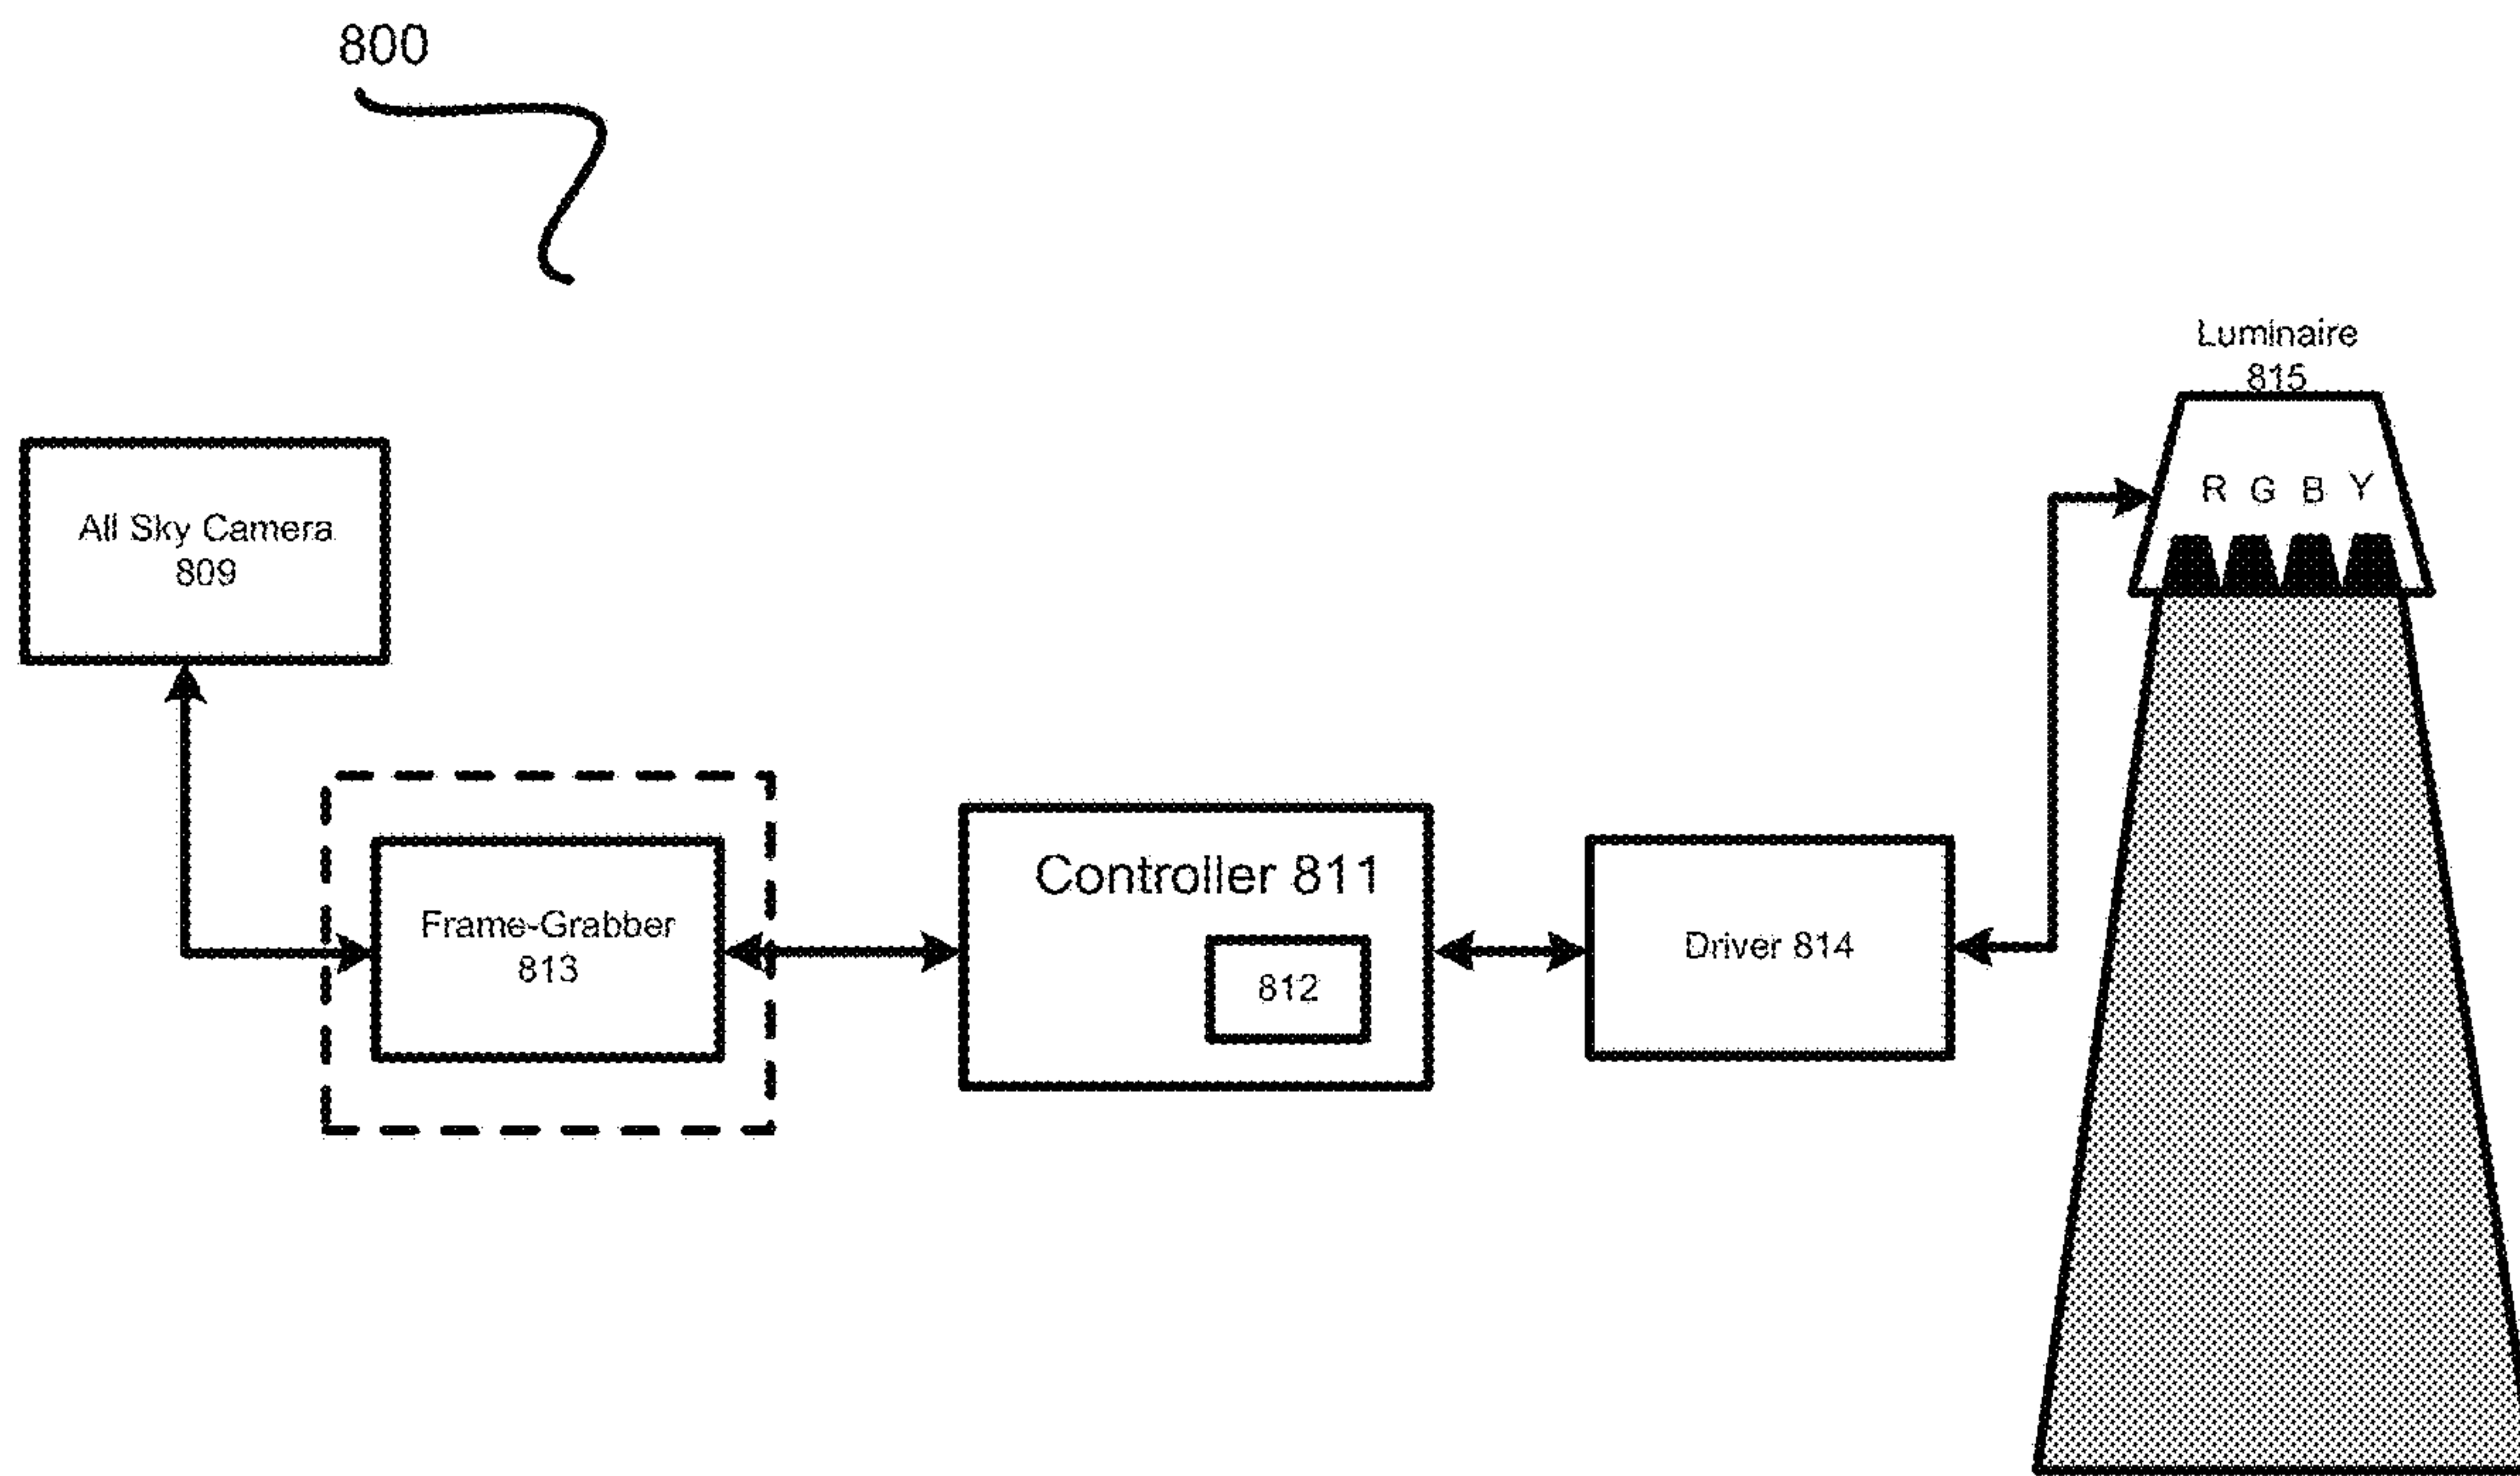 800
Luminaire
815
R G B Y
All Sky Camera
809
Frame-Grabber
813
Controller 811
812
Driver 814